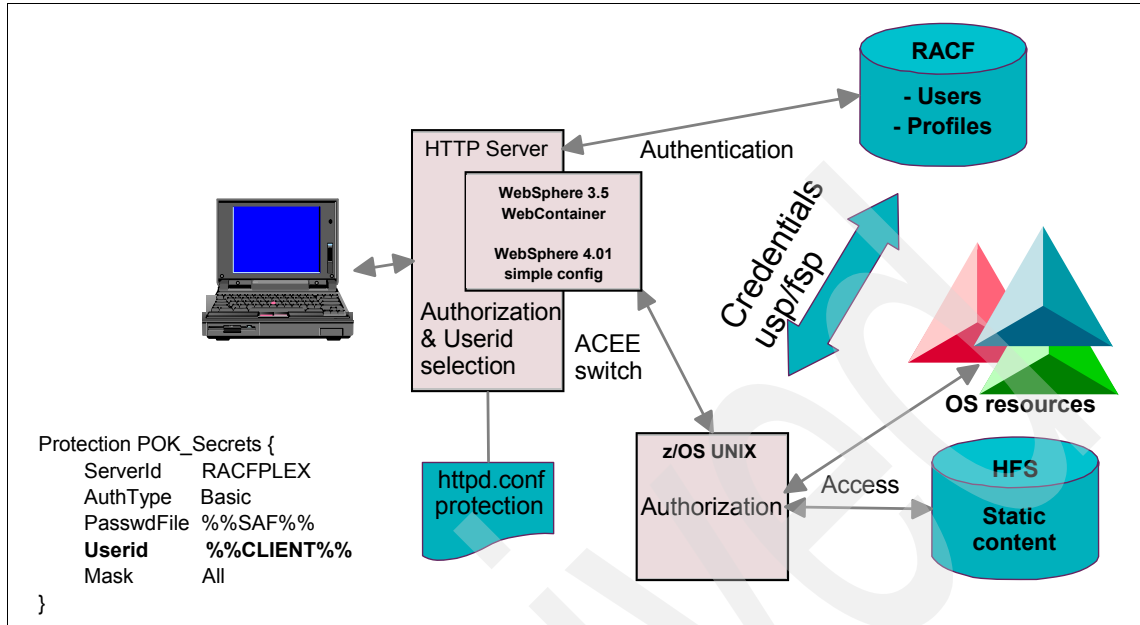 RACF
- Users
- Profiles
HTTP Server
Authentication
WebSphere 3.5
WebContainer
WebSphere 4.01
simple config
Credentials
usp/fsp
Authorization
& Userid
selection
ACEE
switch
OS resources
Protection POK_Secrets {
ServerId RACFPLEX
AuthType Basic
PasswdFile %%SAF%%
Userid %%CLIENT%%
Mask All
}
httpd.conf
protection
z/OS UNIX
Authorization
Access
HFS
Static
content